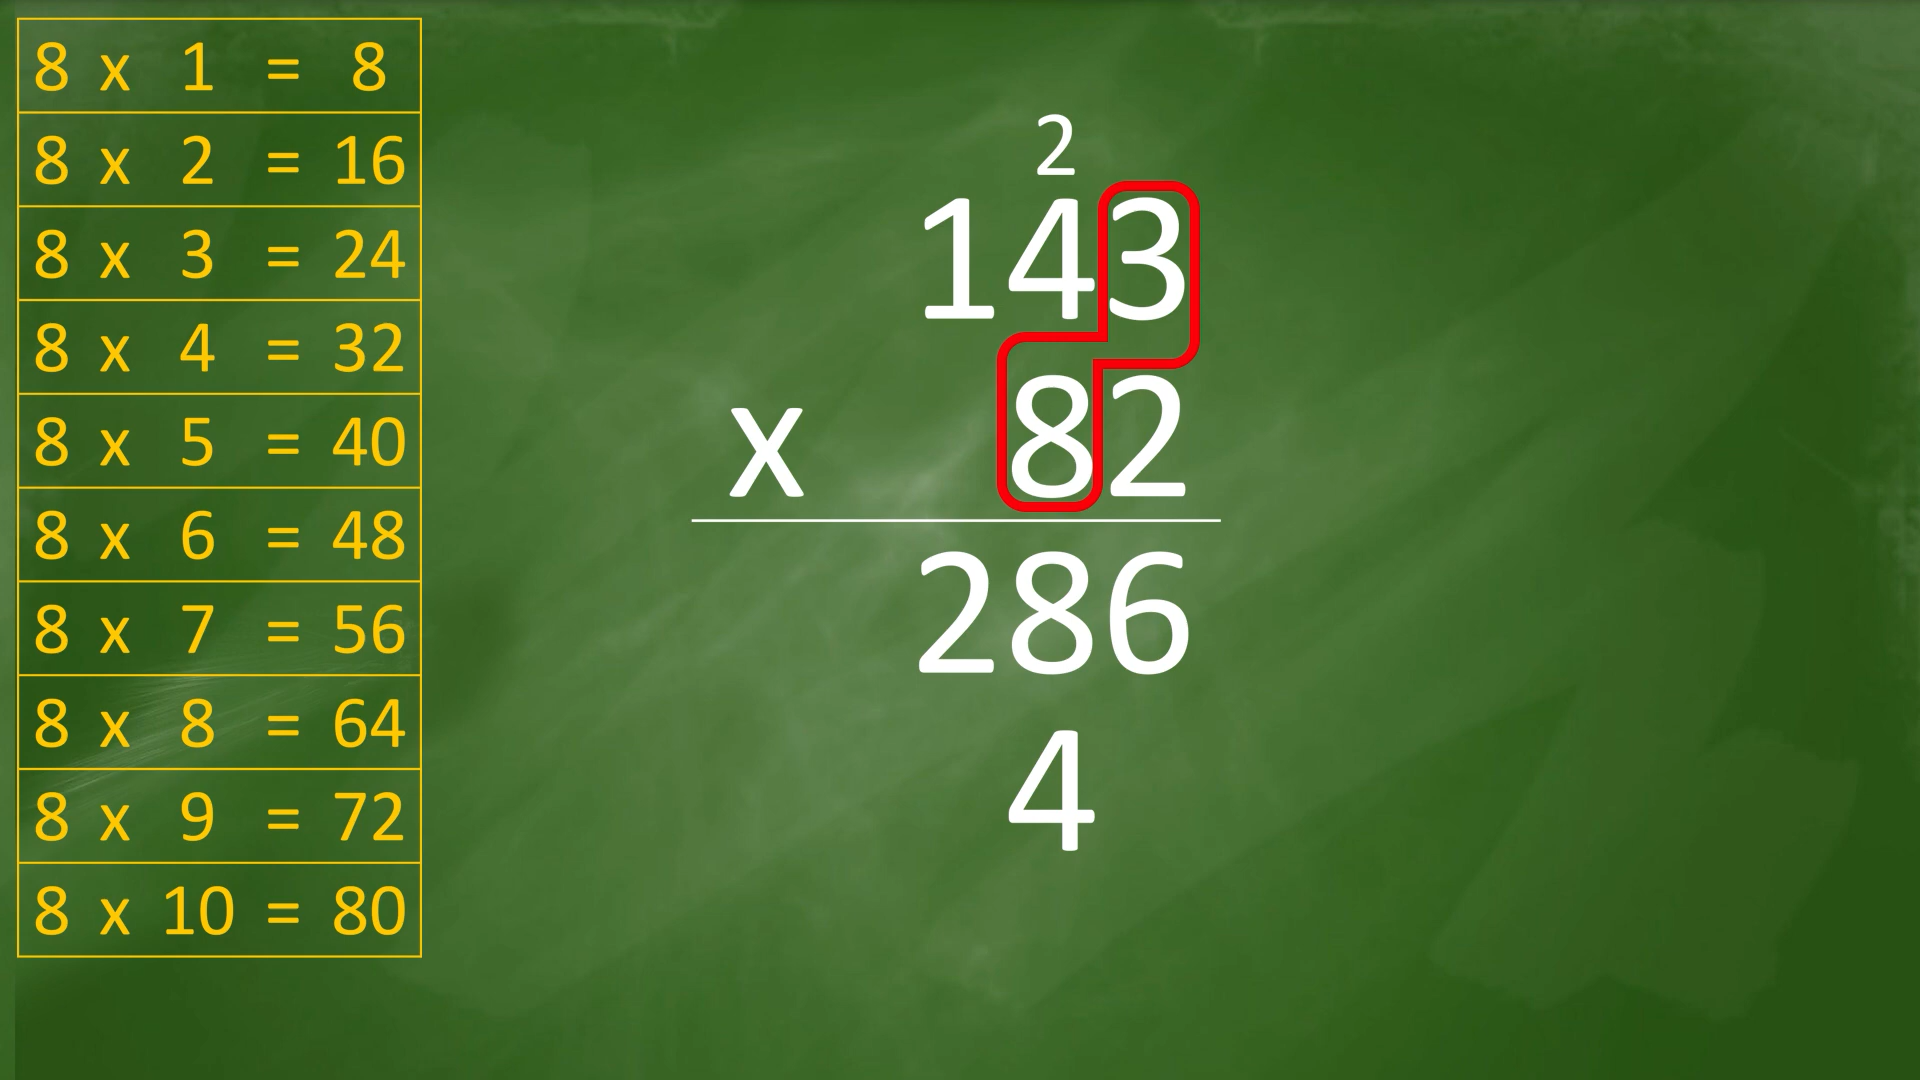 8 x 1 = 8
8 x 2 = 16
8 x 3 = 24
8 x 4 = 32
8 x 5 = 40
8 x 6 = 48
8 x 7 = 56
8 x 8 = 64
8 x 9 = 72
8 x 10 = 80
2
143
x 82
286
4